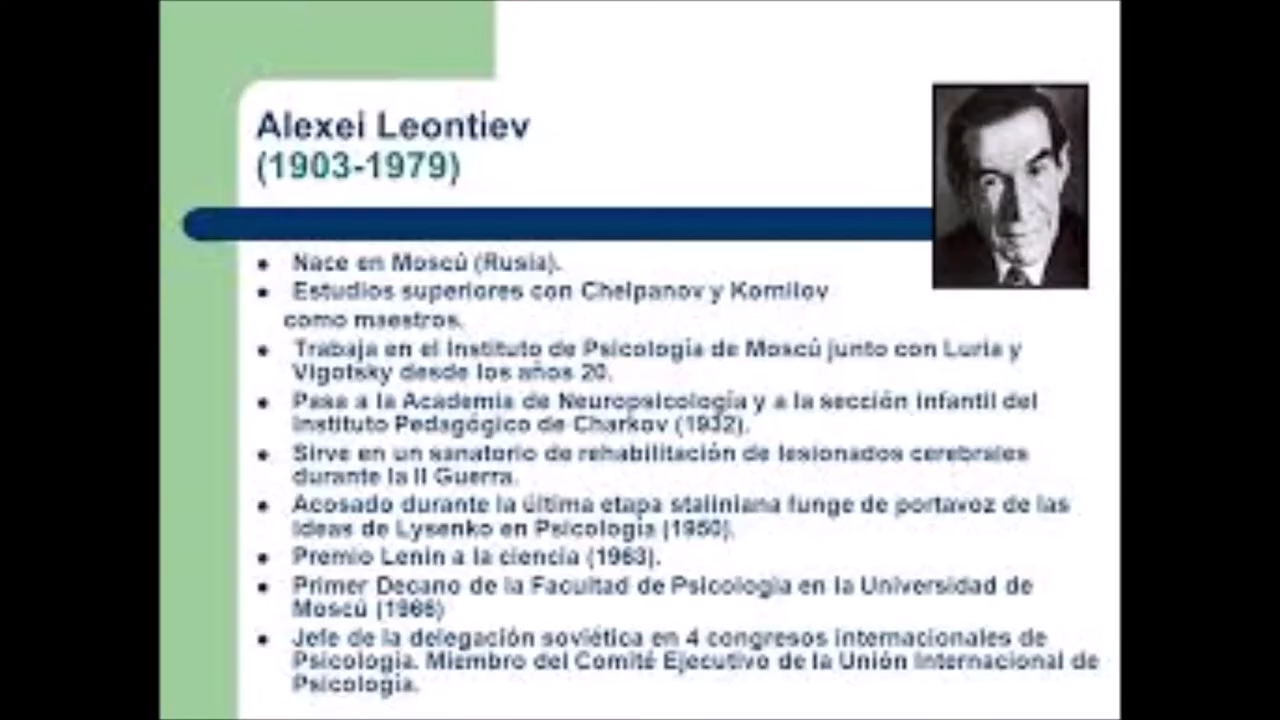 Alexei Leontiev
(1903-1979)
Nace en Moscú (Rusia).
Estudios superiores con Chelpanov y Kornilov
como maestros.
Trabaja en el Instituto de Psicología de Moscú junto con Luria y
Vigotsky desde los años 20.
Pasa a la Academia de Neuropsicología y a la sección infantil del
Instituto Pedagógico de Charkov (1932).
Sirve en un sanatorio de rehabilitación de lesionados cerebrales
durante la II Guerra.
Acosado durante la última etapa staliniana funge de portavoz de las
ideas de Lysenko en Psicología (1950).
Premio Lenin a la ciencia (1963).
Primer Decano de la Facultad de Psicología en la Universidad de
Moscú (1966)
Jefe de la delegación soviética en 4 congresos internacionales de
Psicología. Miembro del Comité Ejecutivo de la Unión Internacional de
Psicología.